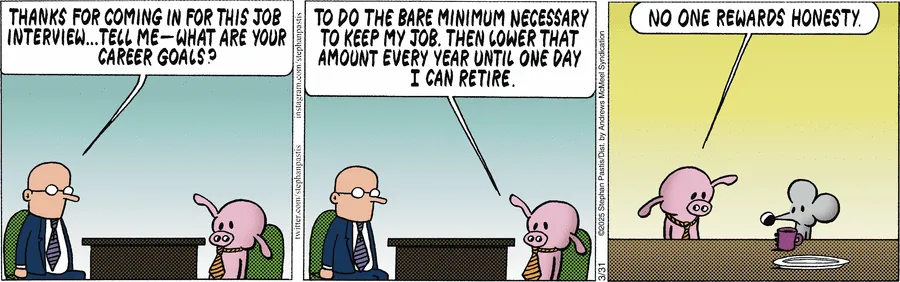 THANKS FOR COMING IN FOR THIS JOB
INTERVIEW...TELL ME—WHAT ARE YOUR
CAREER GOALS?
twitter.com/stephanpastis
instagram.com/stephanpastis
TO DO THE BARE MINIMUM NECESSARY
TO KEEP MY JOB. THEN LOWER THAT
AMOUNT EVERY YEAR UNTIL ONE DAY
I CAN RETIRE.
3/31
©2025 Stephan Pastis/Dist. by Andrews McMeel Syndication
NO ONE REWARDS HONESTY.